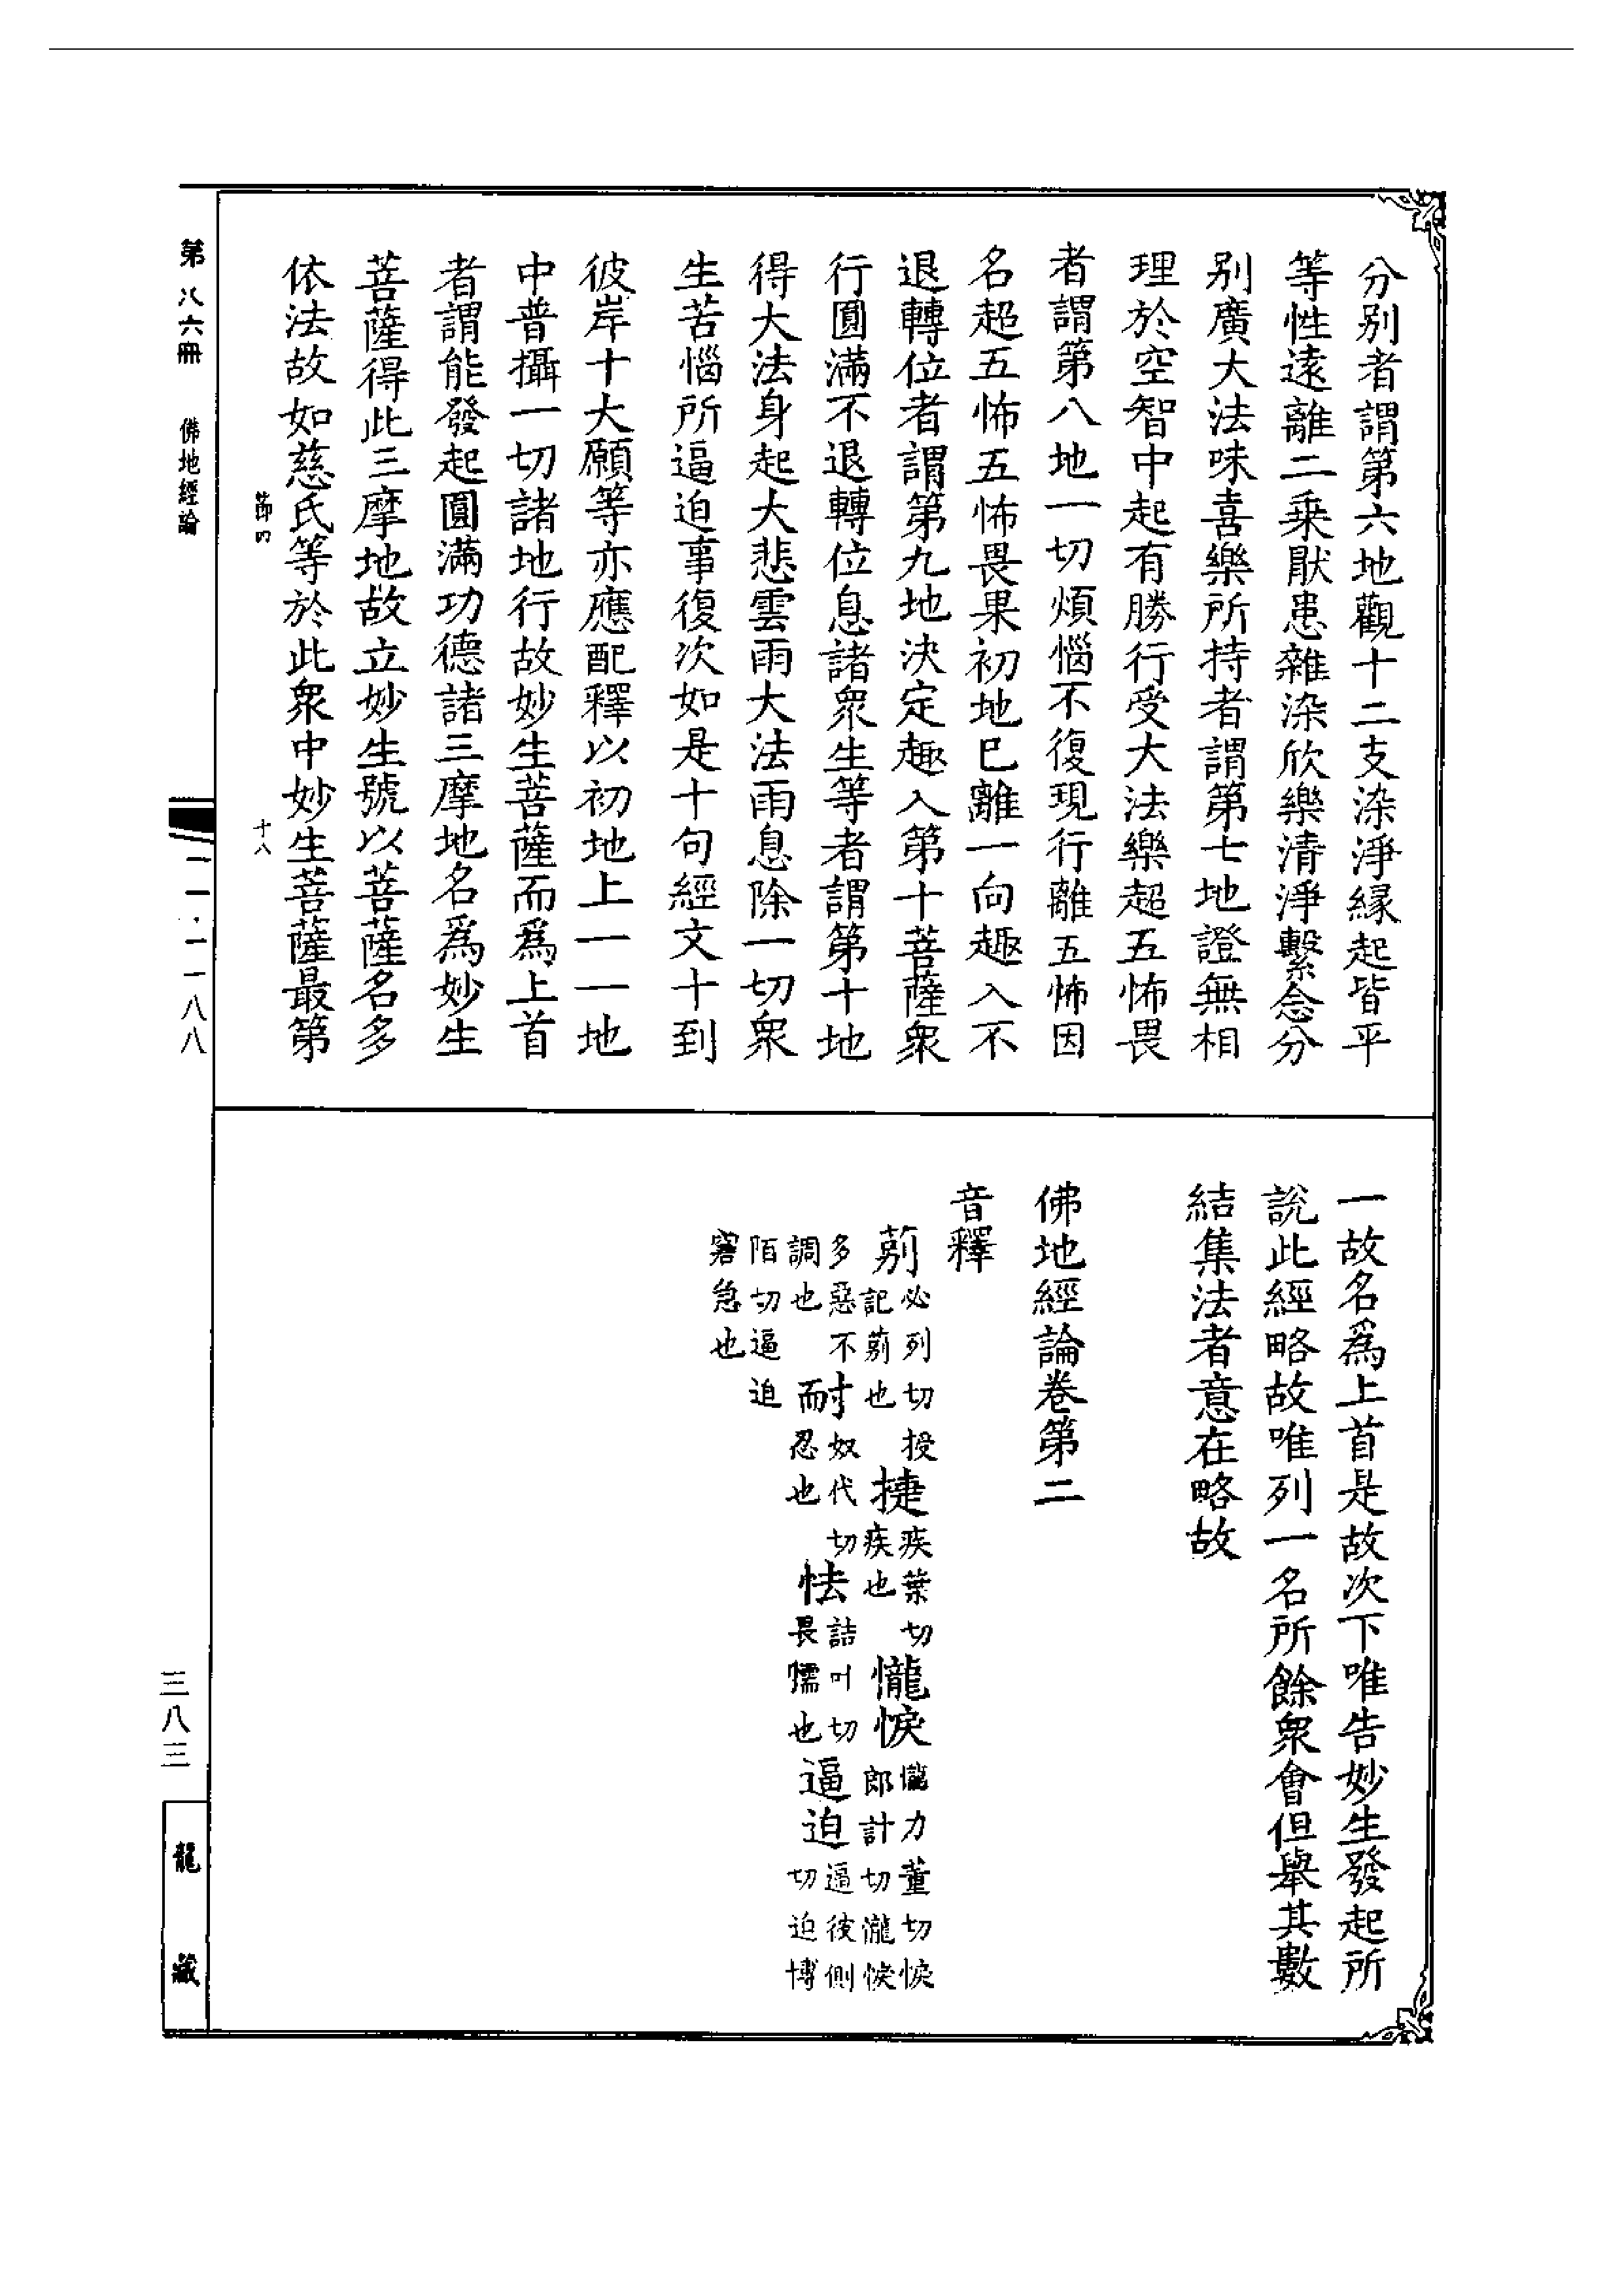 分别者謂第六地觀十二支染淨緣起皆平
等性遠離二乗厭患雜染欣樂清淨繫念分
别廣大法味喜樂所持者謂第七地證無相
理於空智中起有勝行受大法樂超五怖畏
者謂第八地一切煩惱不復現行離五怖因
名超五怖五怖畏果初地已離一向趣入不
退轉位者謂第九地決定趣入第十菩薩衆
行圓滿不退轉位息諸衆生等者謂第十地
得大法身起大悲雲雨大法雨息除一切衆
生苦惱所逼迫事復次如是十句經文十到
彼岸十大願等亦應配釋以初地上一一地
中普攝一切諸地行故妙生菩薩而爲上首
者謂能發起圓滿功德諸三摩地名爲妙生
菩薩得此三摩地故立妙生號以菩薩名多
依法故如慈氏等於此衆中妙生菩薩最第
節四 十八
一故名爲上首是故次下唯告妙生發起所
說此經略故唯列一名所餘衆會但舉其數
結集法者意在略故
佛地經論卷第二
音釋
莂必列切授記莂也 捷疾葉切疾也 㦕悷㦕力董切悷郎計切㦕悷
多惡不調也 耐奴代切忍也 怯詰叶切畏懦也 逼迫逼彼側切迫博
陌切逼迫窘急也
第八六冊 佛地經論
一一·一一八八
三八三
龍藏